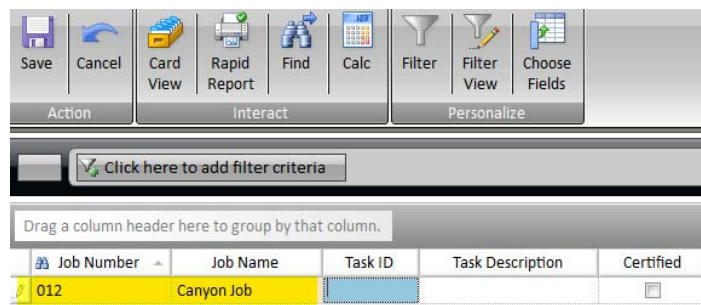 Save Cancel Card View Rapid Report Find Calc Filter Filter View Choose Fields
Action Interact Personalize
Click here to add filter criteria
Drag a column header here to group by that column.
Job Number Job Name Task ID Task Description Certified
012 Canyon Job